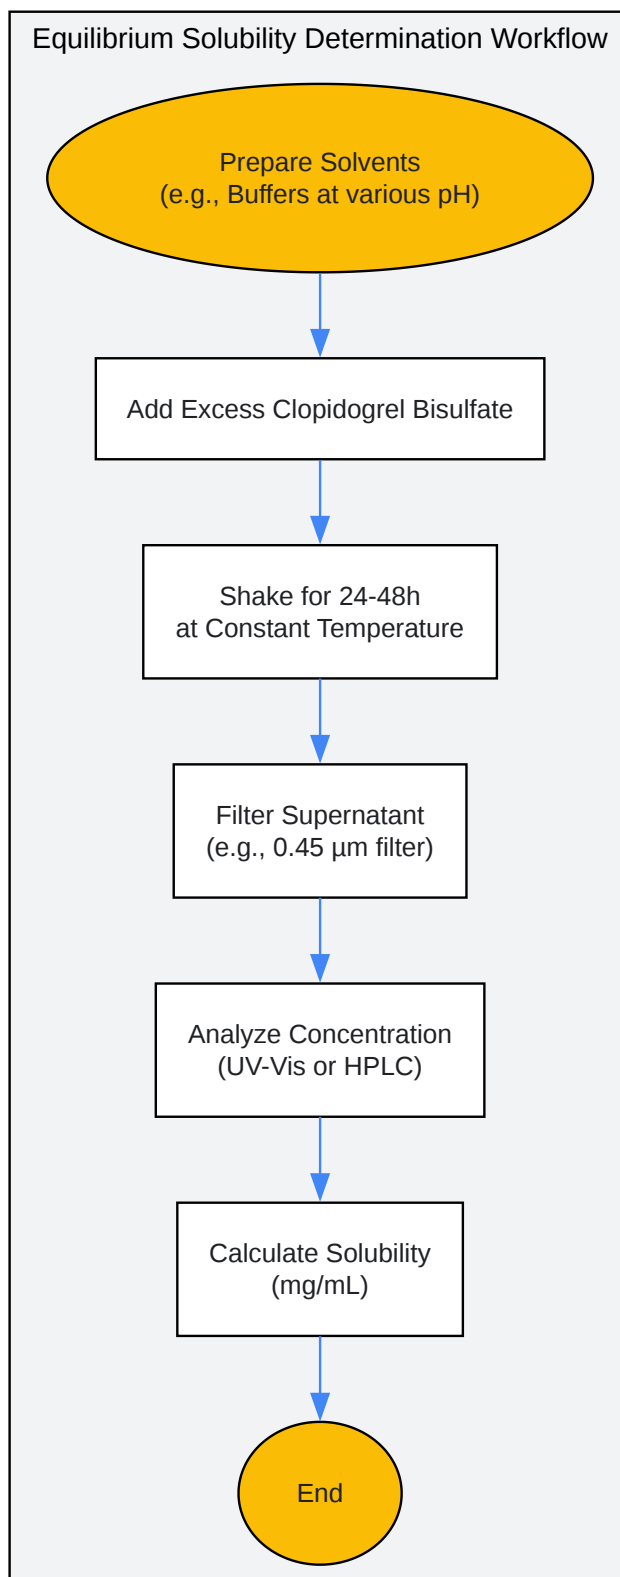 Equilibrium Solubility Determination Workflow
Prepare Solvents
(e.g., Buffers at various pH)
Add Excess Clopidogrel Bisulfate
Shake for 24-48h
at Constant Temperature
Filter Supernatant
(e.g., 0.45 µm filter)
Analyze Concentration
(UV-Vis or HPLC)
Calculate Solubility
(mg/mL)
End